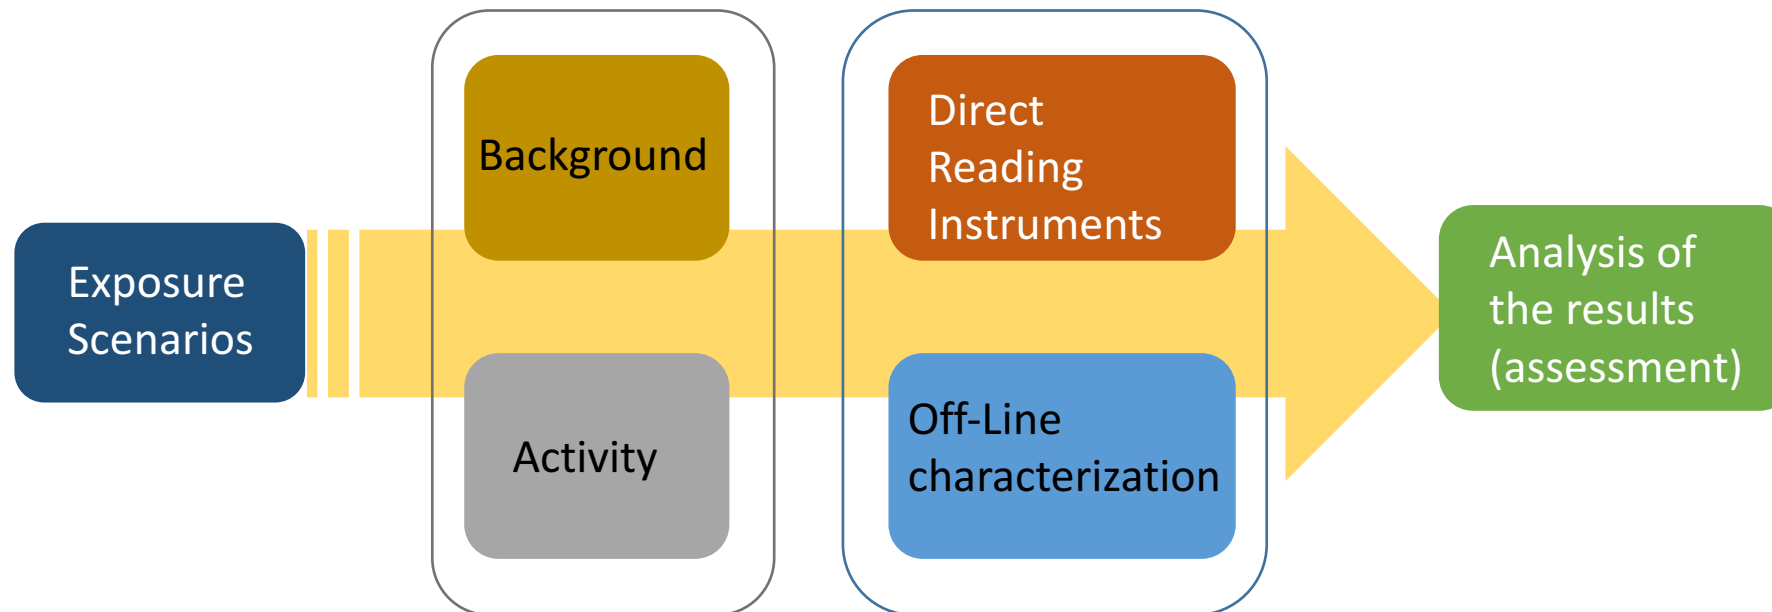 Exposure
Scenarios
Background
Activity
Direct
Reading
Instruments
Off-Line
characterization
Analysis of
the results
(assessment)